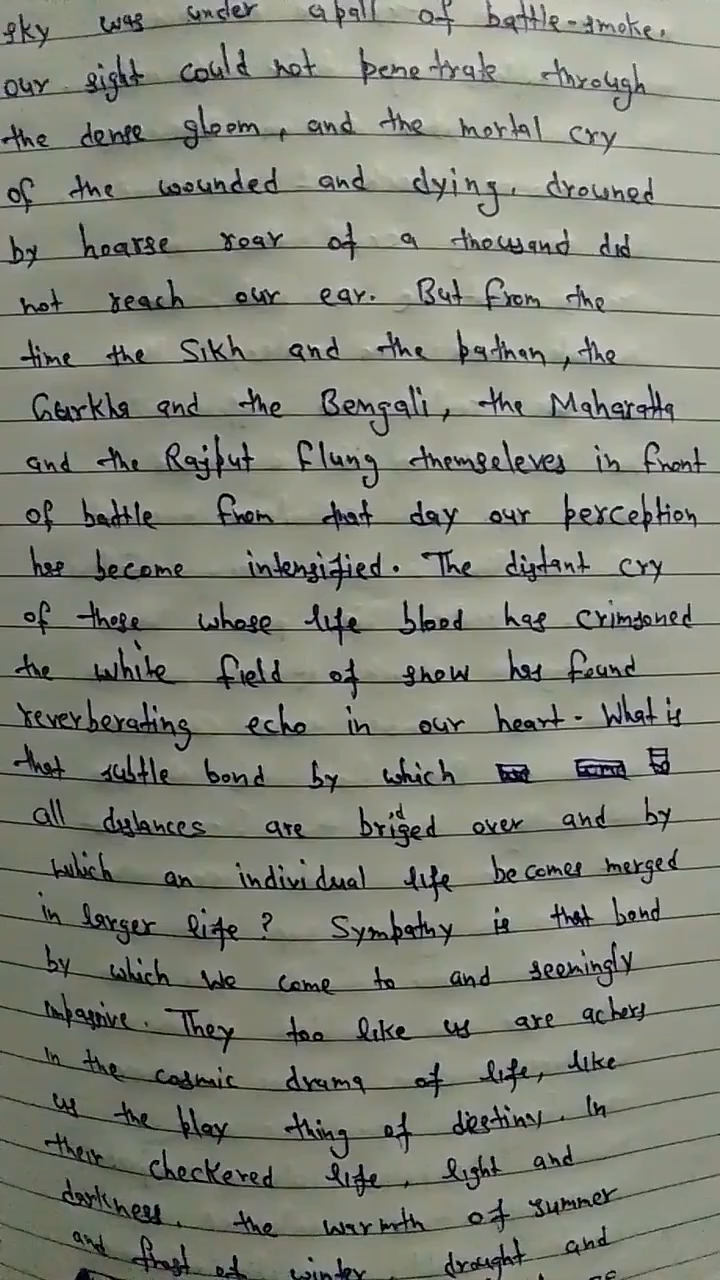 sky was under a pall of battle-smoke.
our sight could not penetrate through
the dense gloom, and the mortal cry
of the wounded and dying, drowned
by hoarse roar of a thousand did
not reach our ear. But from the
time the Sikh and the pathan, the
Gurkha and the Bengali, the Maharatta
and the Rajput flung themseleves in front
of battle from that day our perception
has become intensified. The distant cry
of those whose life blood has crimsoned
the white field of snow has found
reverberating echo in our heart. What is
that subtle bond by which
all dystances are bridged over and by
which an individual life becomes merged
in larger life? Sympathy is that bond
by which we come to and seemingly
impassive. They too like us are acters
in the cosmic drama of life, like
us the play thing of destiny. In
their checkered life, light and
darkness, the warmth of summer
and frost of winter, drought and